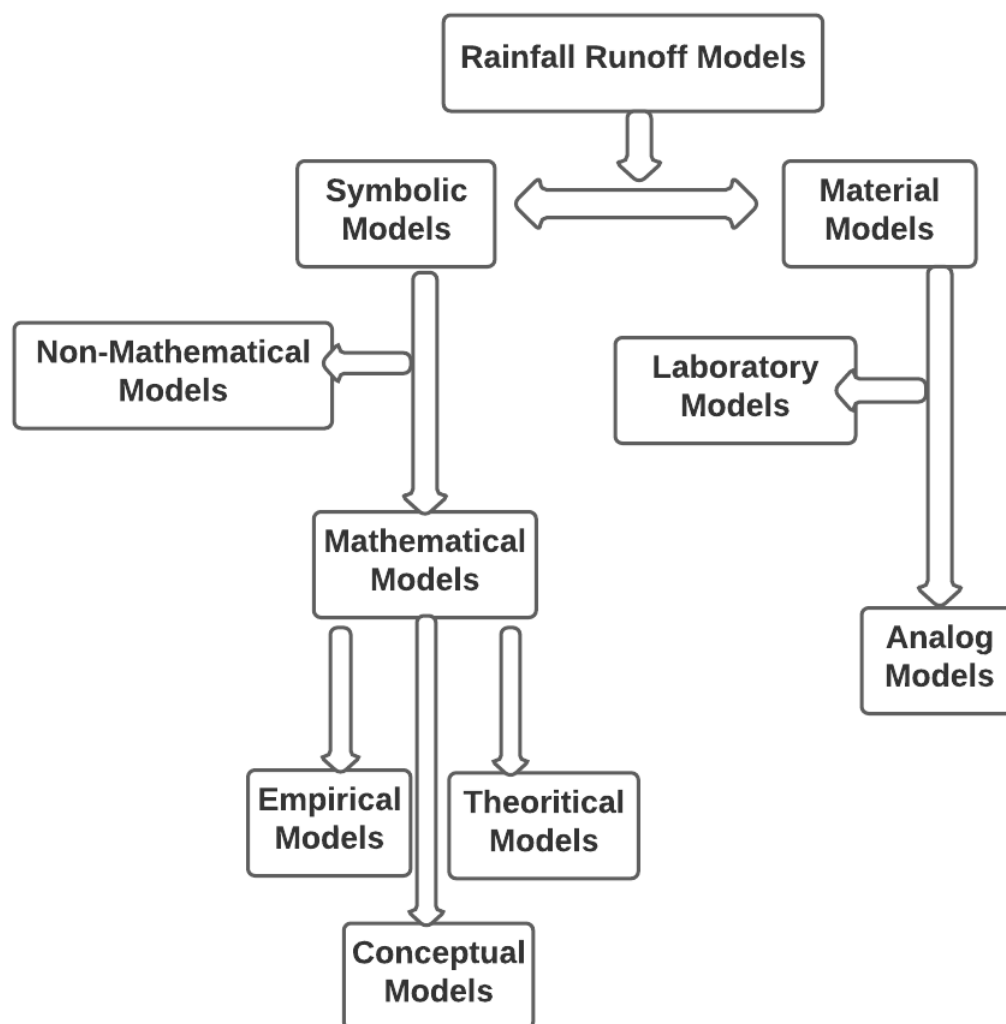 Rainfall Runoff Models
Symbolic
Models
Material
Models
Non-Mathematical
Models
Laboratory
Models
Mathematical
Models
Analog
Models
Empirical
Models
Theoritical
Models
Conceptual
Models